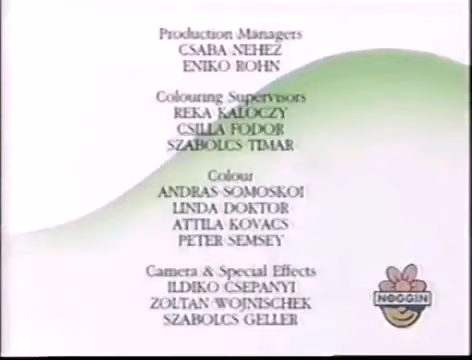 Production Managers
CSABA NEHEZ
ENIKO ROHN
Colouring Supervisors
REKA KALOCZY
CSILLA FODOR
SZABOLCS TIMAR
Colour
ANDRAS SOMOSKOI
LINDA DOKTOR
ATTILA KOVACS
PETER SEMSEY
Camera & Special Effects
ILDIKO CSEPANYI
ZOLTAN WOJNISCHEK
SZABOLCS GELLER
NOGGIN